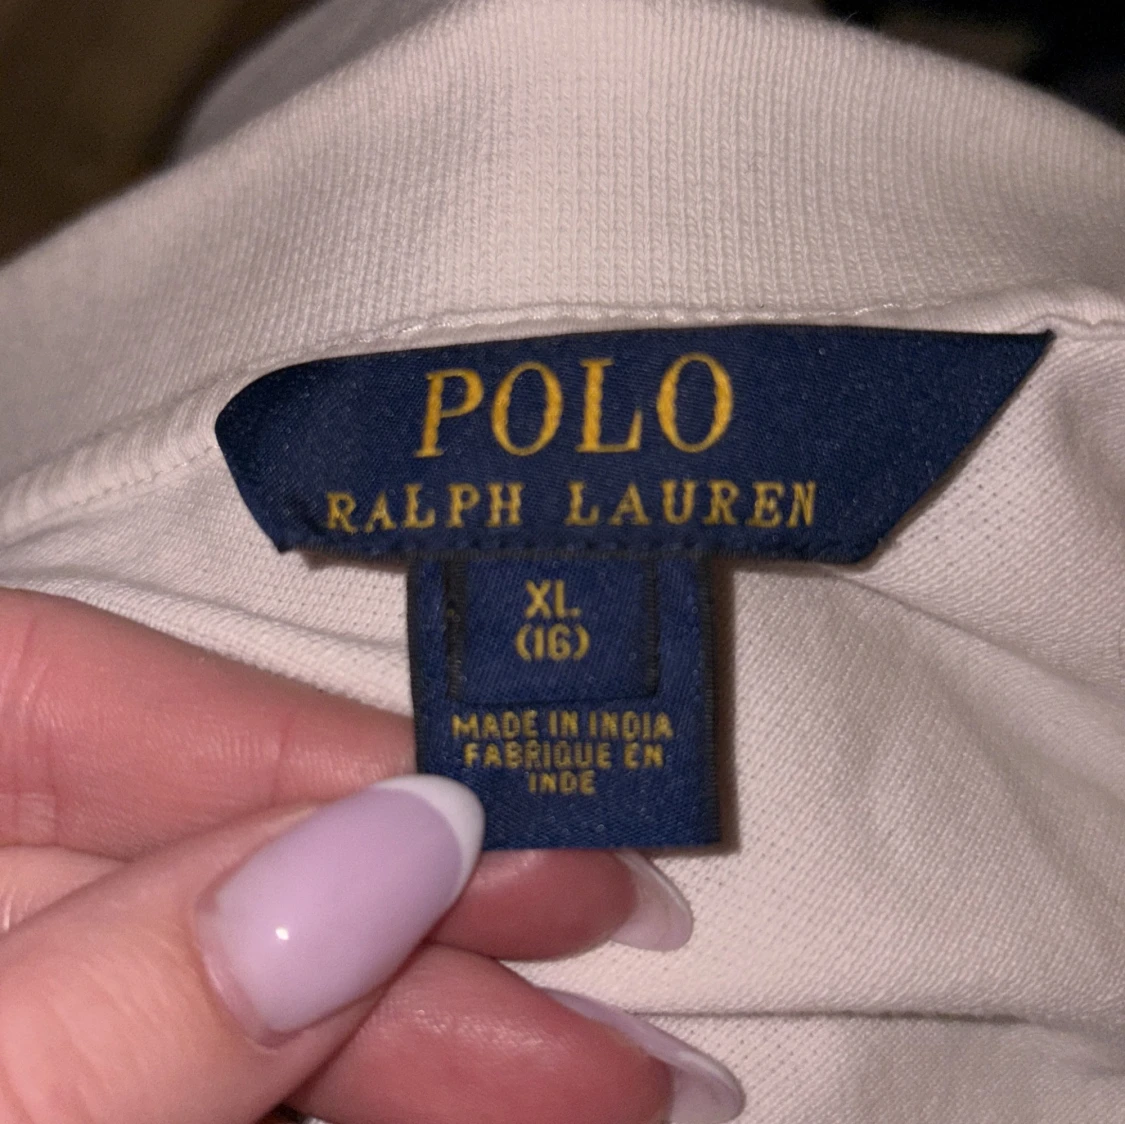 POLO
RALPH LAUREN
XL
(16)
MADE IN INDIA
FABRIQUE EN
INDE